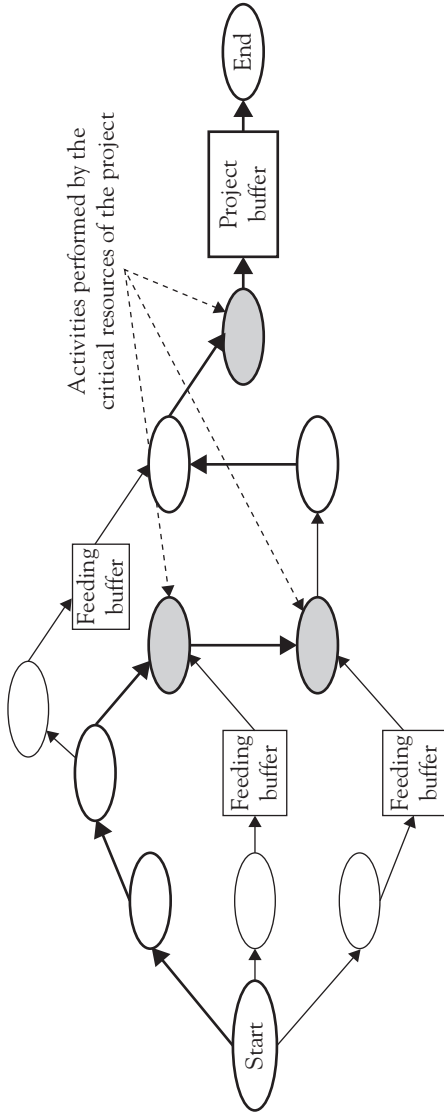 Activities performed by the
critical resources of the project
Feeding
buffer
Start
Feeding
buffer
Project
buffer
End
Feeding
buffer